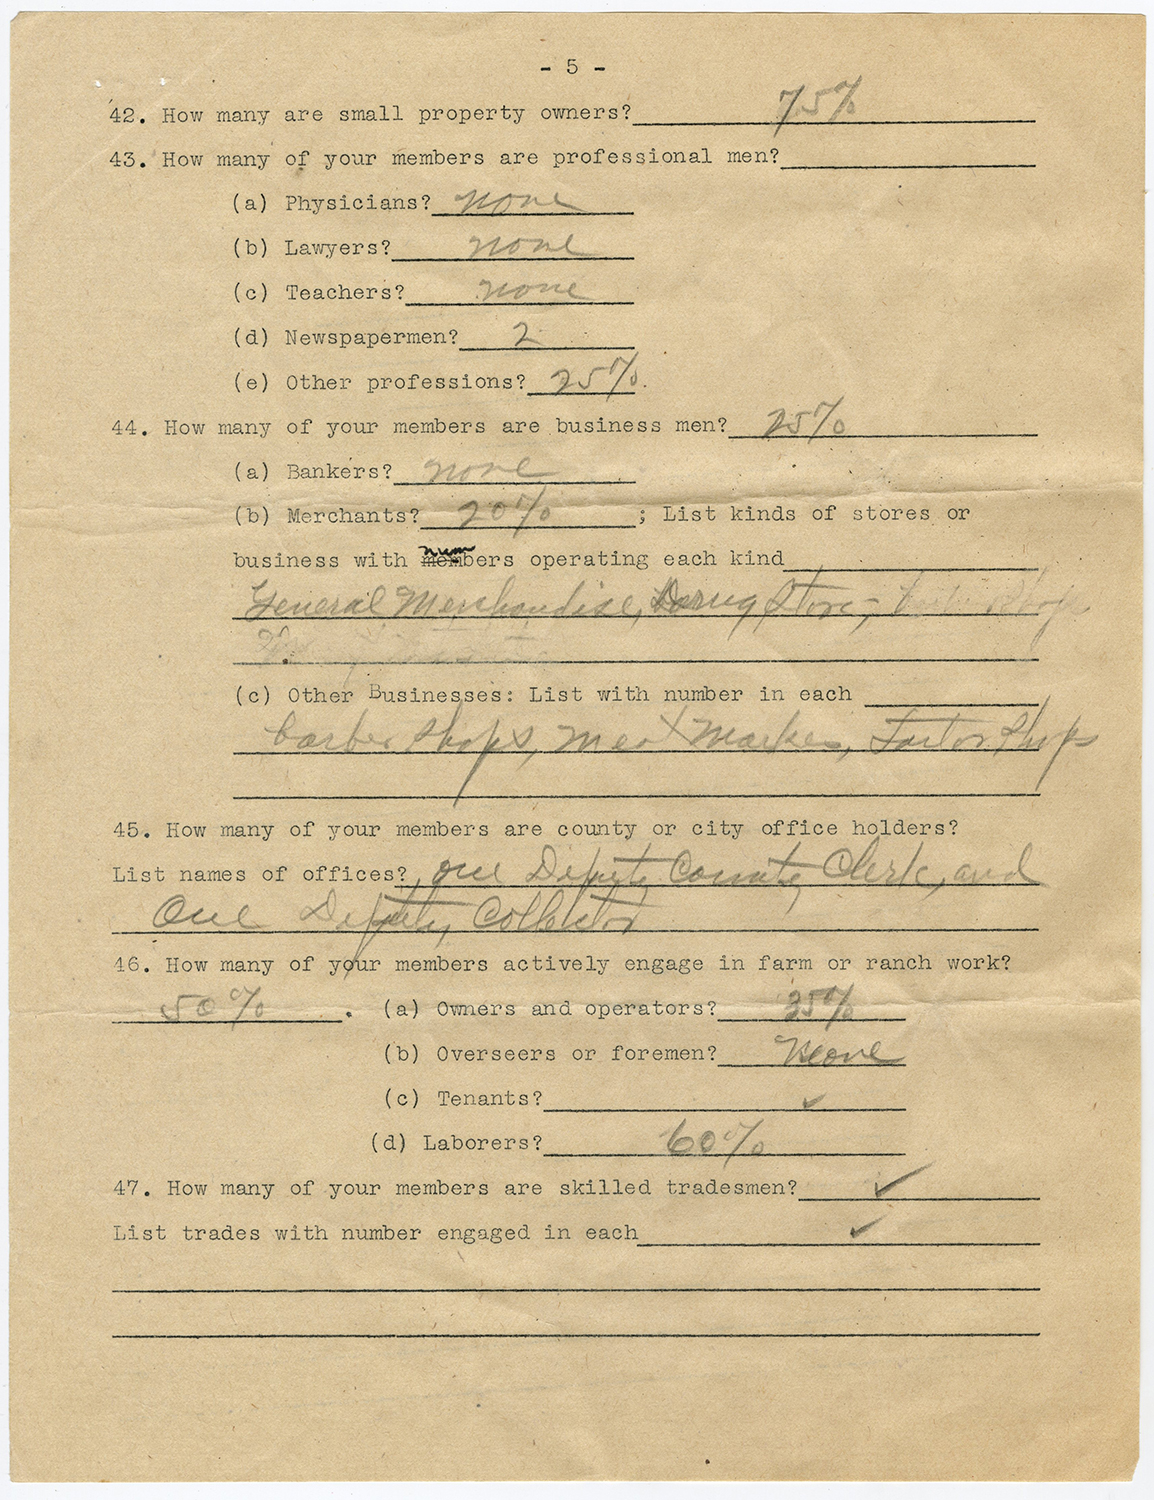 - 5 -
42. How many are small property owners? 75%
43. How many of your members are professional men?
(a) Physicians? none
(b) Lawyers? none
(c) Teachers? none
(d) Newspapermen? 2
(e) Other professions? 25%.
44. How many of your members are business men? 25%
(a) Bankers? none
(b) Merchants? 20% ; List kinds of stores or
num
business with members operating each kind
General Merchandise, Drug Store, Shops
(c) Other Businesses: List with number in each
barber shops, Meat Market, Tailor Shops
45. How many of your members are county or city office holders?
List names of offices? one Deputy County Clerk, and
One Deputy, Collector
46. How many of your members actively engage in farm or ranch work?
50% . (a) Owners and operators? 35%
(b) Overseers or foremen? None
(c) Tenants? ✓
(d) Laborers? 60%
47. How many of your members are skilled tradesmen? ✓
List trades with number engaged in each ✓